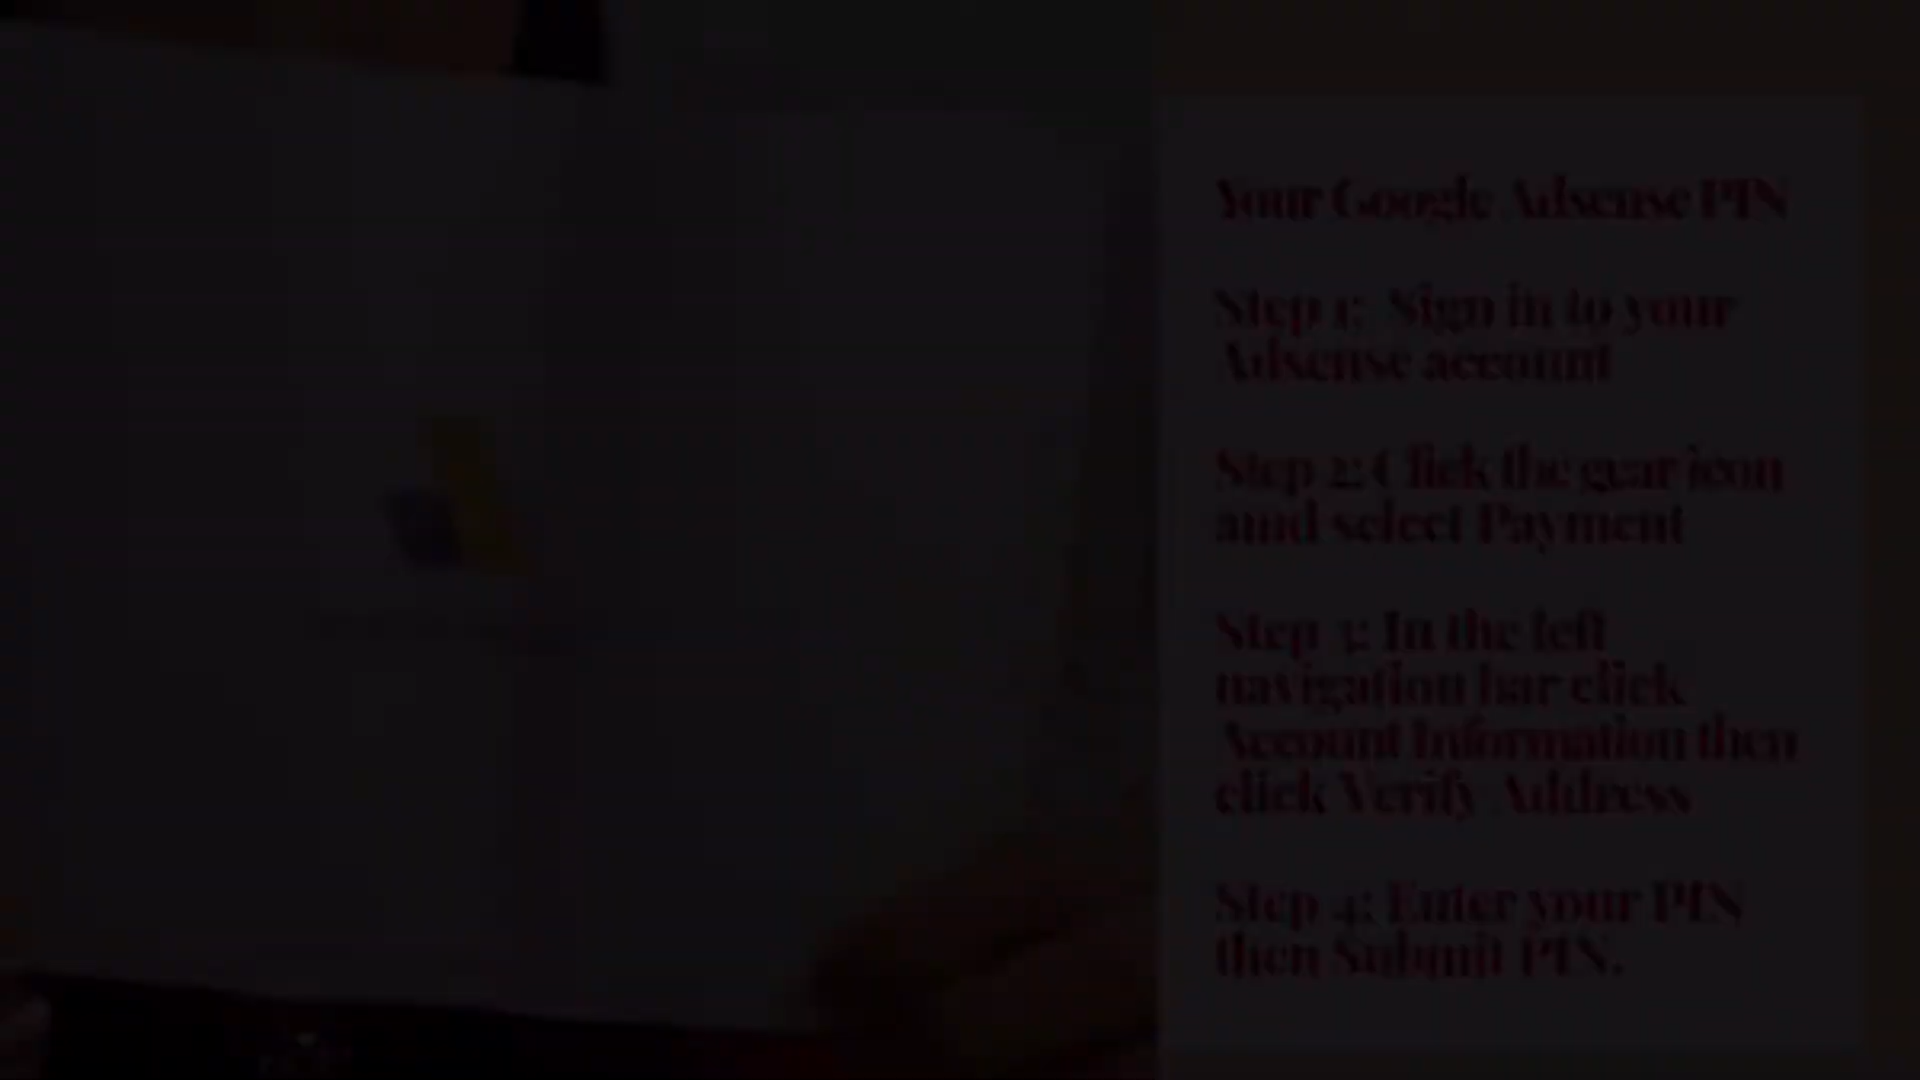 Your Google Adsense PIN
Step 1: Sign in to your
Adsense account
Step 2: Click the gear icon
amd select Payment
Step 3: In the left
navigation bar click
Account Information then
click Verify Address
Step 4: Enter your PIN
then Submit PIN.